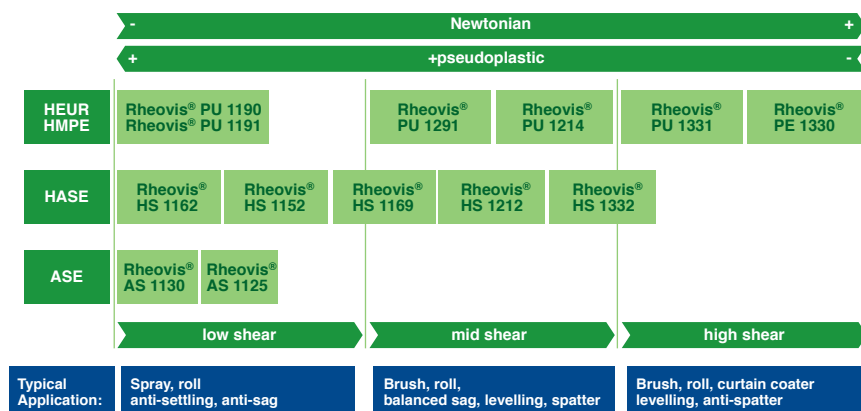 - Newtonian +
+ +pseudoplastic -
HEUR
HMPE
Rheovis® PU 1190
Rheovis® PU 1191
Rheovis®
PU 1291
Rheovis®
PU 1214
Rheovis®
PU 1331
Rheovis®
PE 1330
HASE
Rheovis®
HS 1162
Rheovis®
HS 1152
Rheovis®
HS 1169
Rheovis®
HS 1212
Rheovis®
HS 1332
ASE
Rheovis®
AS 1130
Rheovis®
AS 1125
low shear
mid shear
high shear
Typical
Application:
Spray, roll
anti-settling, anti-sag
Brush, roll,
balanced sag, levelling, spatter
Brush, roll, curtain coater
levelling, anti-spatter